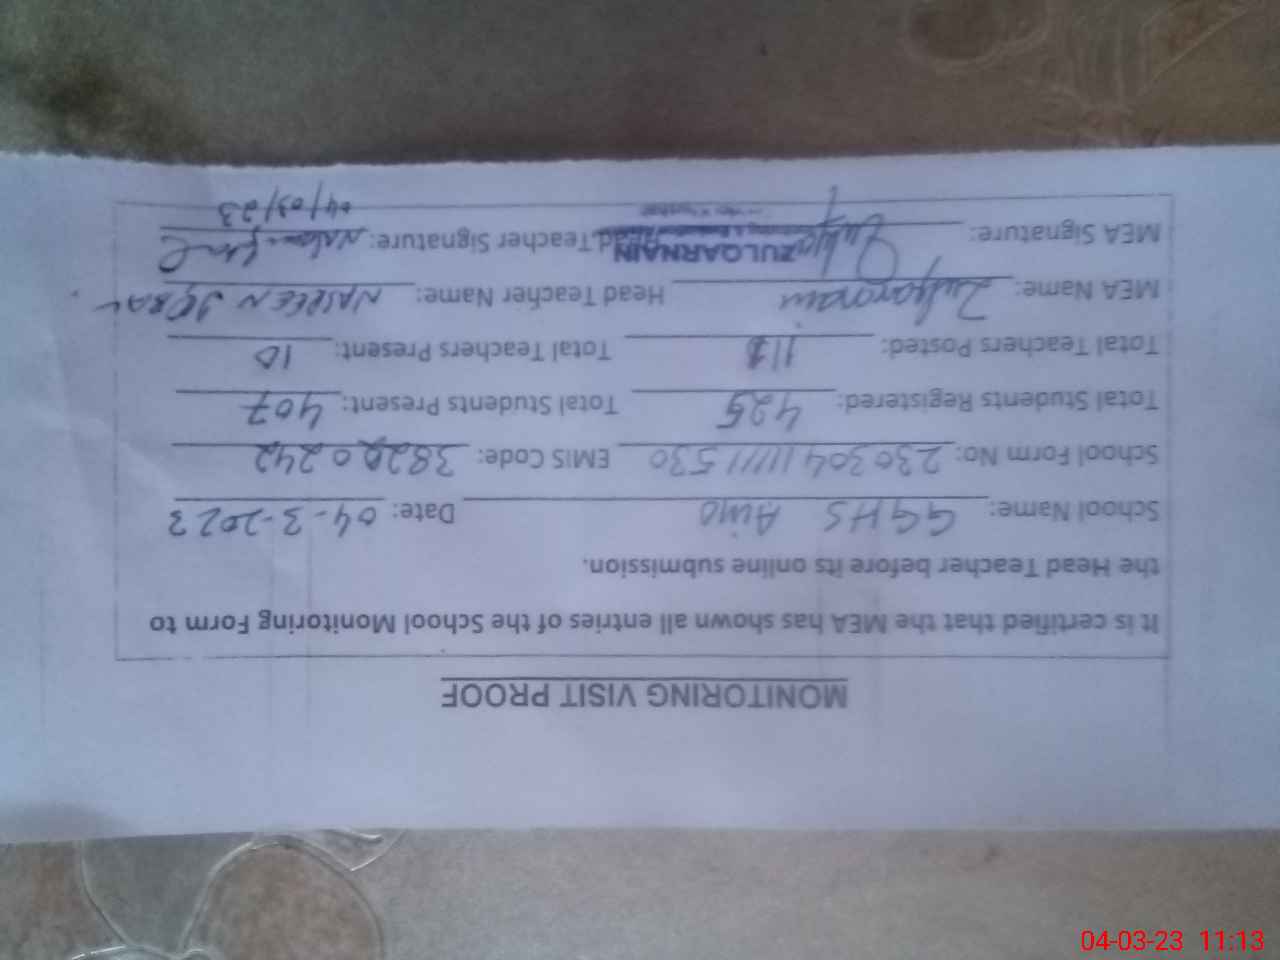 MONITORING VISIT PROOF
It is certified that the MEA has shown all entries of the School Monitoring Form to
the Head Teacher before its online submission.
School Name: GGHS Aino Date: 04-3-2023
School Form No: EMIS Code: 38220242
Total Students Registered: 425 Total Students Present: 407
Total Teachers Posted: 11 Total Teachers Present: 10
MEA Name: Zulqarnain Head Teacher Name: NASREEN IQBAL
MEA Signature: ZULQARNAIN Head Teacher Signature:
04/03/23
04-03-23 11:13